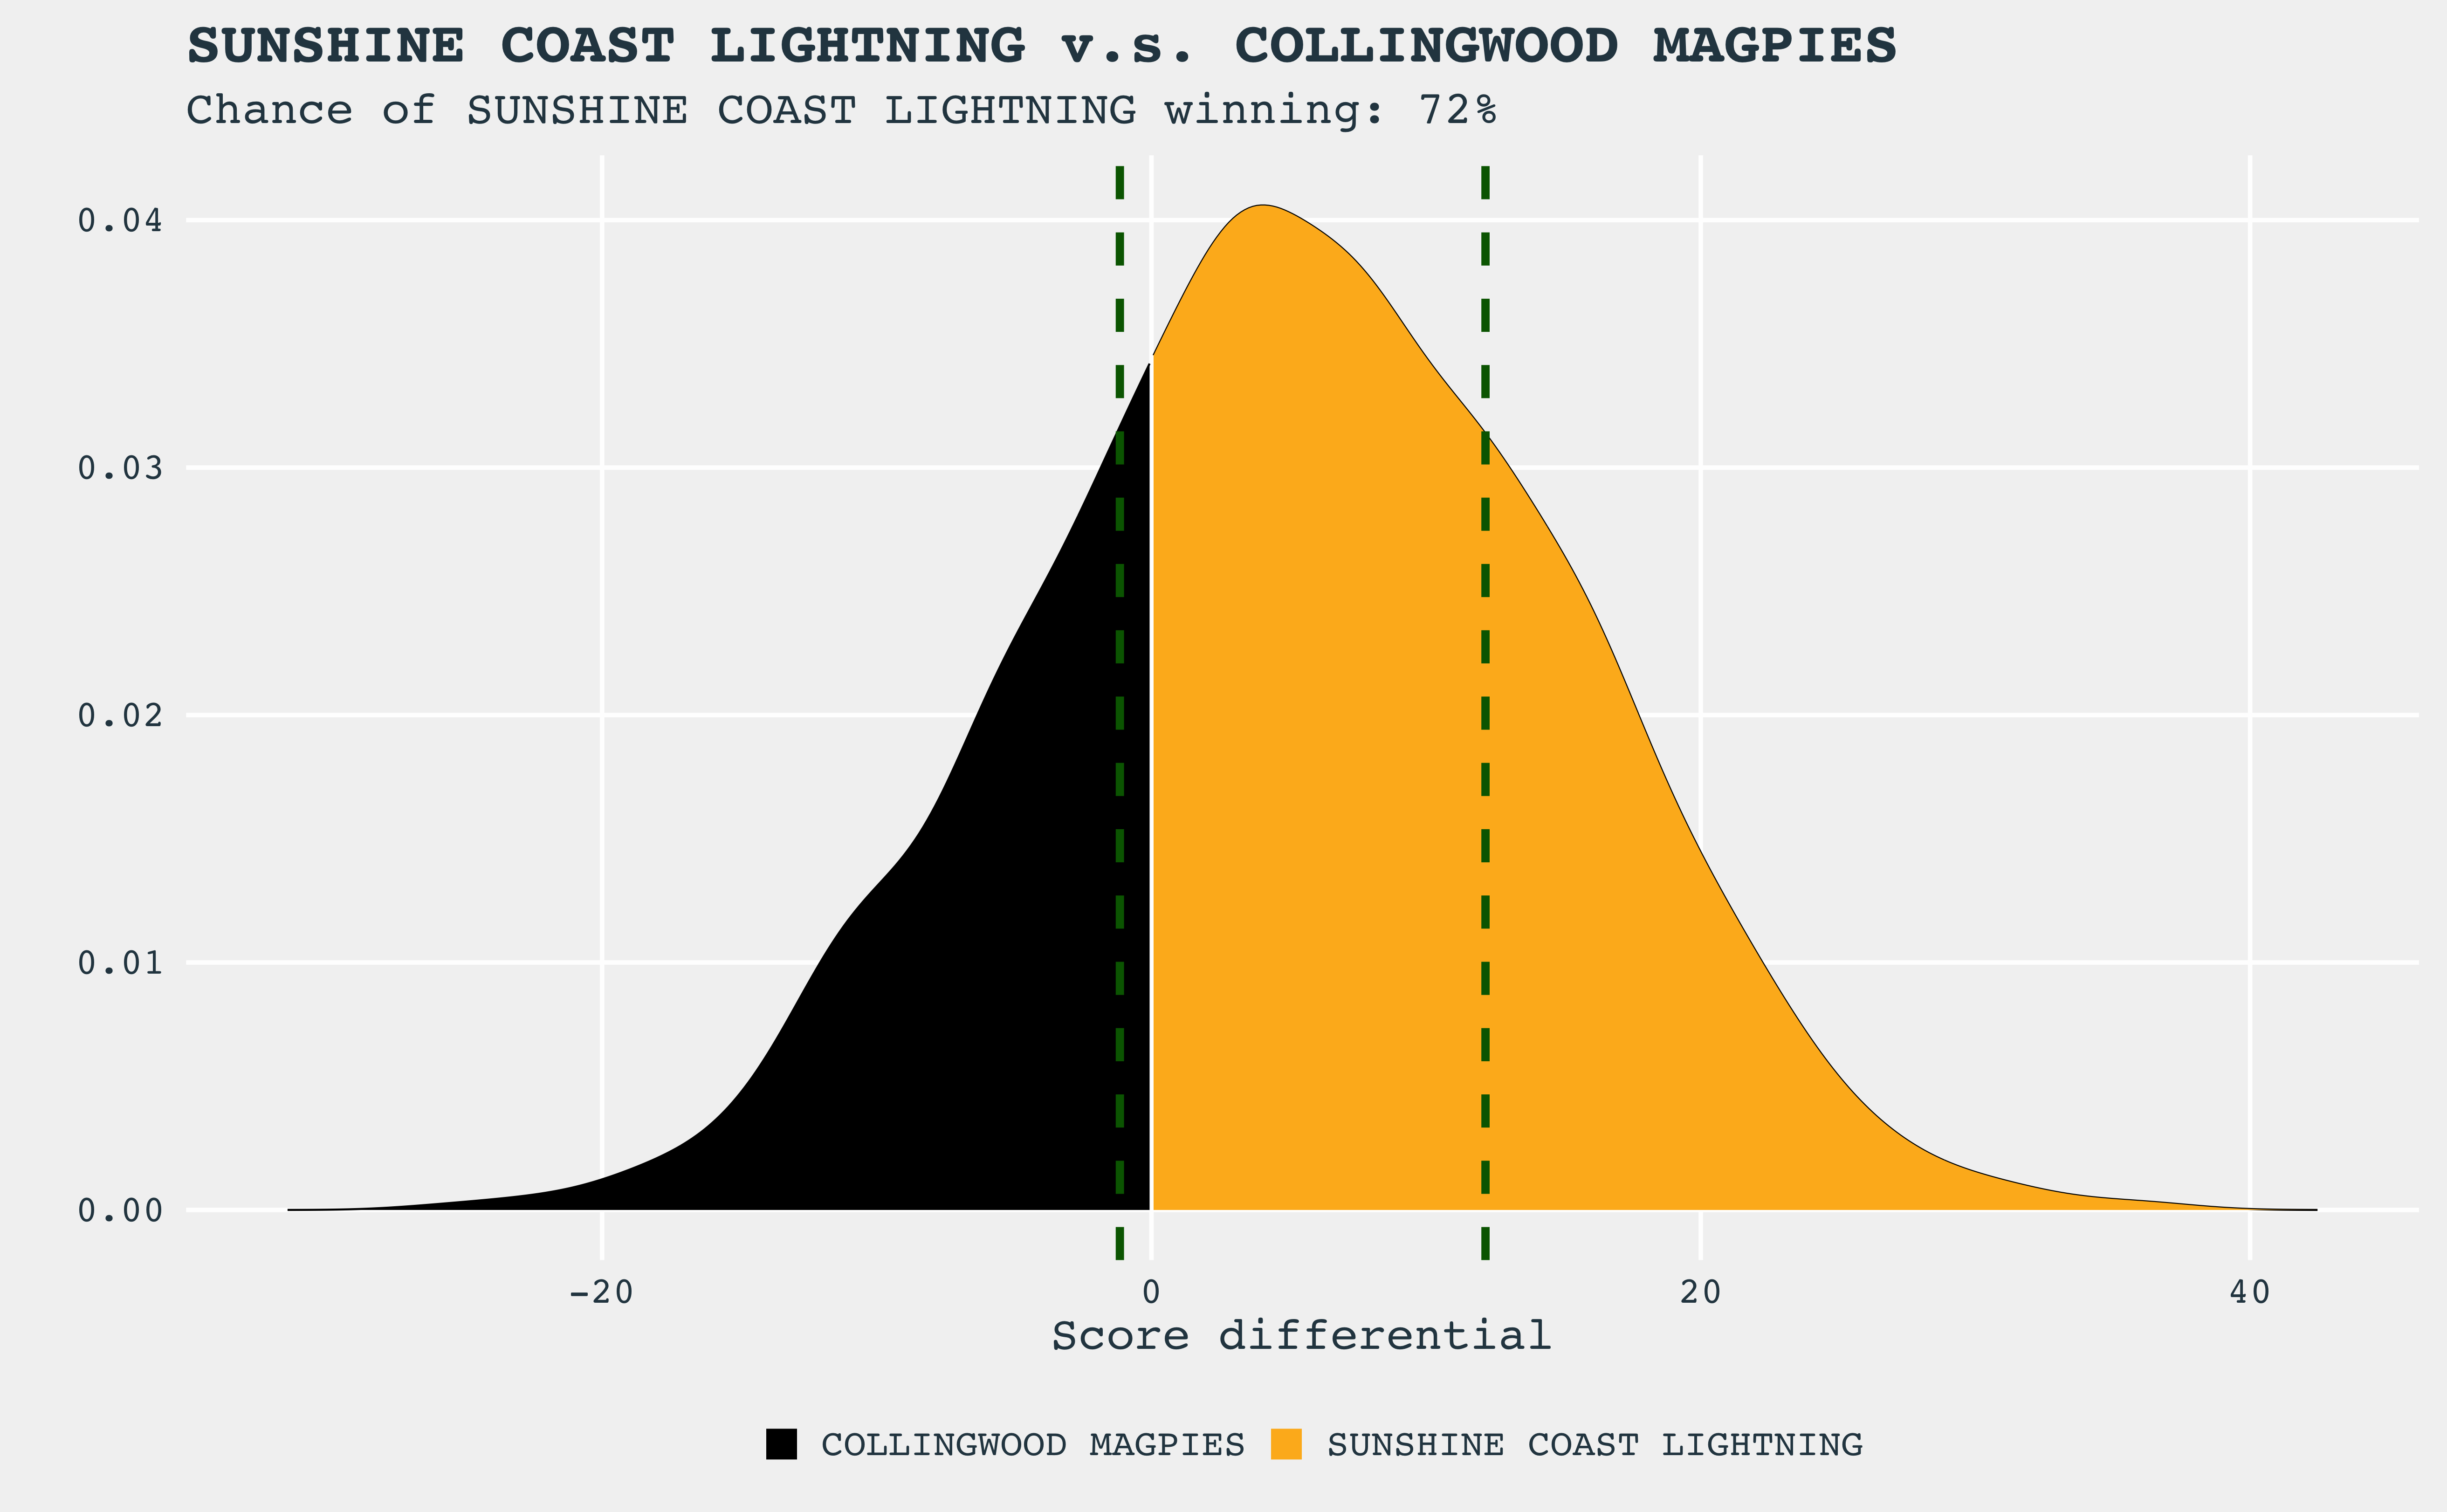 SUNSHINE COAST LIGHTNING v.s. COLLINGWOOD MAGPIES
Chance of SUNSHINE COAST LIGHTNING winning: 72%
0.04
0.03
0.02
0.01
0.00
-20 0 20 40
Score differential
COLLINGWOOD MAGPIES SUNSHINE COAST LIGHTNING